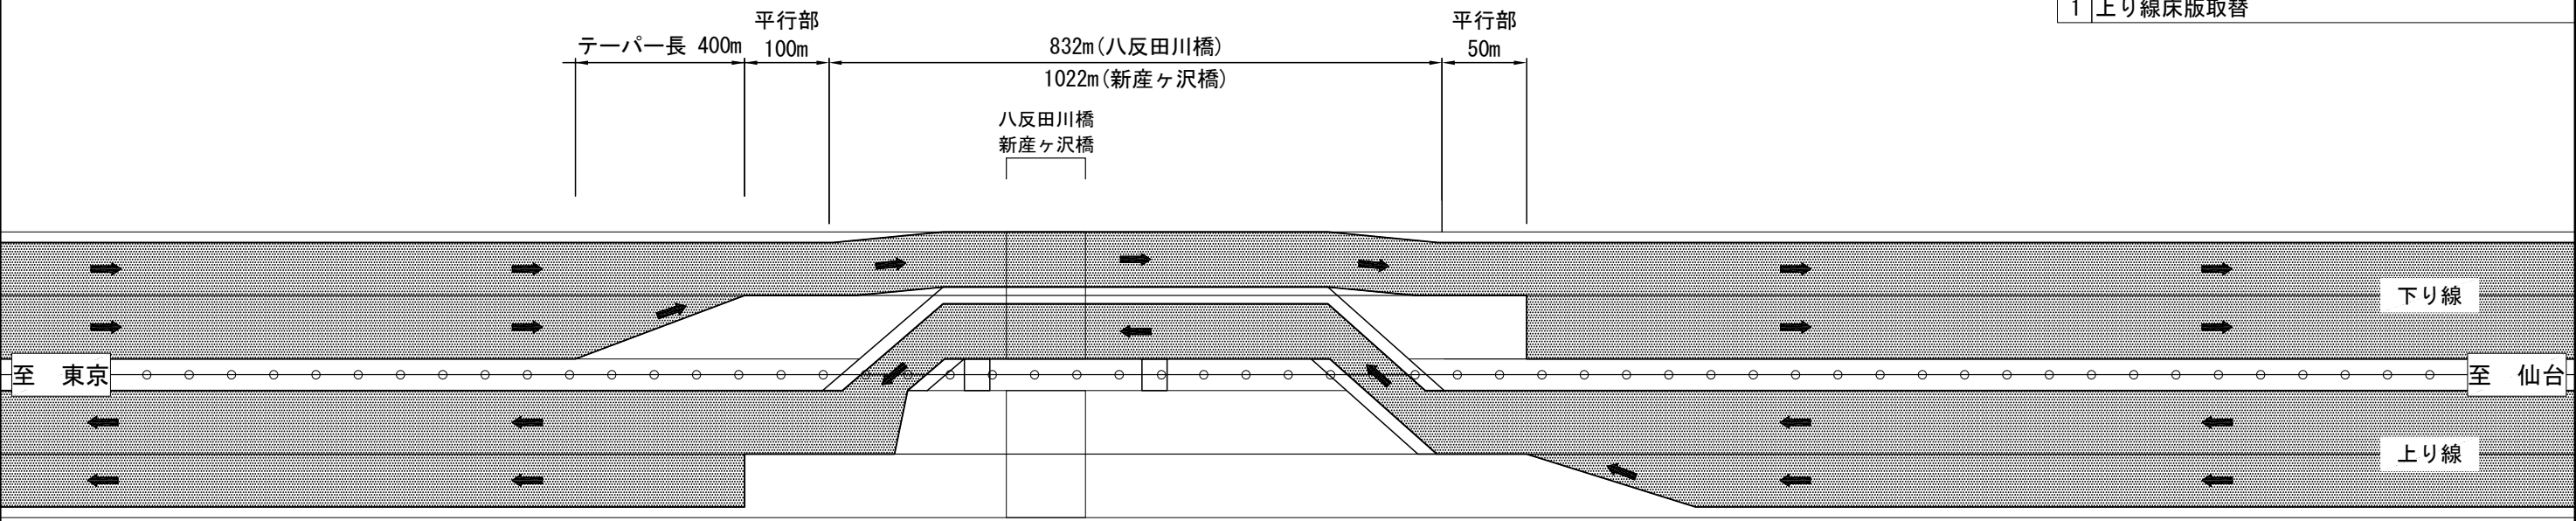 1 上り線床版取替
平行部
100m
テーパー長 400m
832m(八反田川橋)
1022m(新産ヶ沢橋)
平行部
50m
八反田川橋
新産ヶ沢橋
下り線
至 東京
至 仙台
上り線